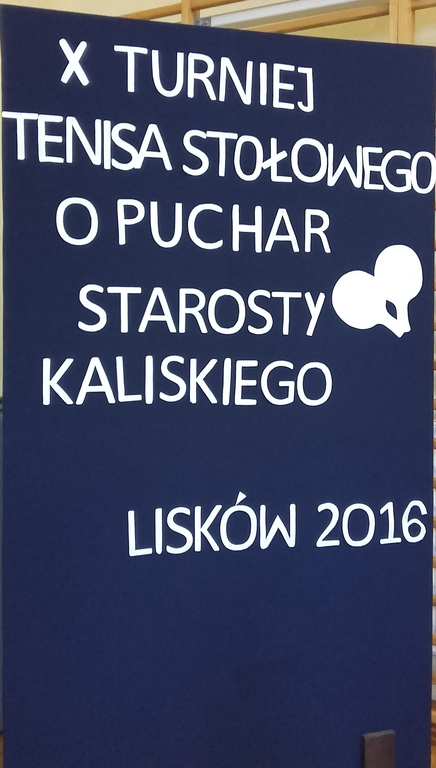 X TURNIEJ
TENISA STOŁOWEGO
O PUCHAR
STAROSTY
KALISKIEGO
LISKÓW 2016